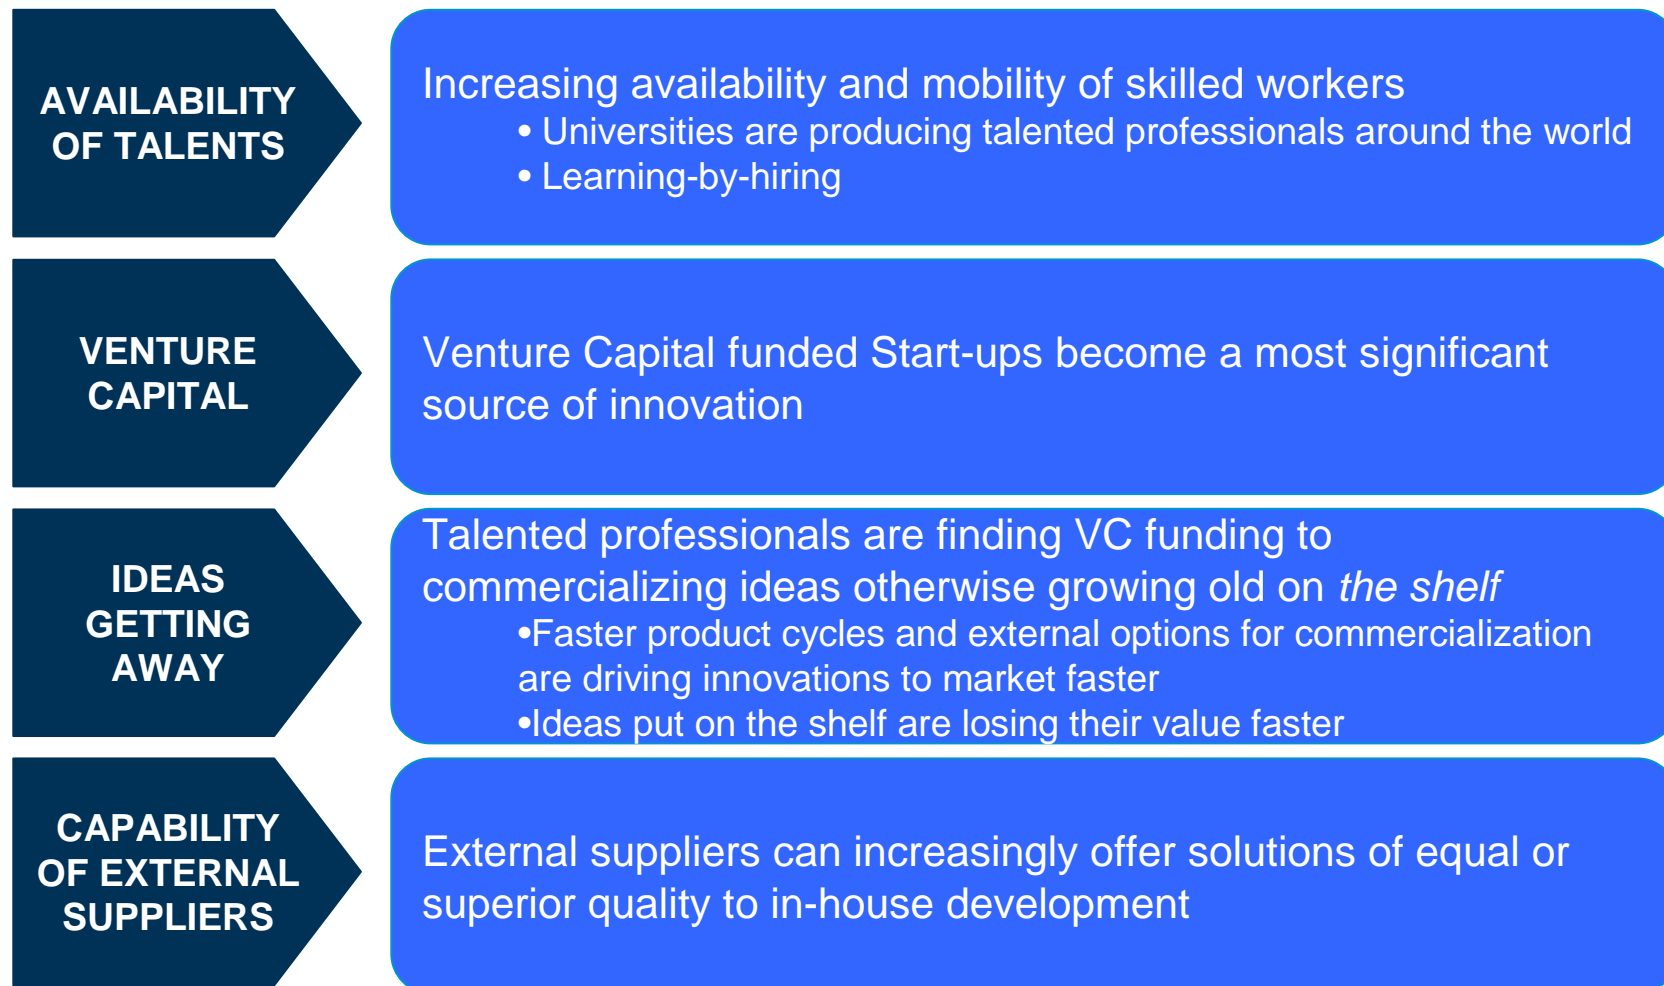 AVAILABILITY
OF TALENTS
Increasing availability and mobility of skilled workers
• Universities are producing talented professionals around the world
• Learning-by-hiring
VENTURE
CAPITAL
Venture Capital funded Start-ups become a most significant
source of innovation
IDEAS
GETTING
AWAY
Talented professionals are finding VC funding to
commercializing ideas otherwise growing old on the shelf
•Faster product cycles and external options for commercialization
are driving innovations to market faster
•Ideas put on the shelf are losing their value faster
CAPABILITY
OF EXTERNAL
SUPPLIERS
External suppliers can increasingly offer solutions of equal or
superior quality to in-house development